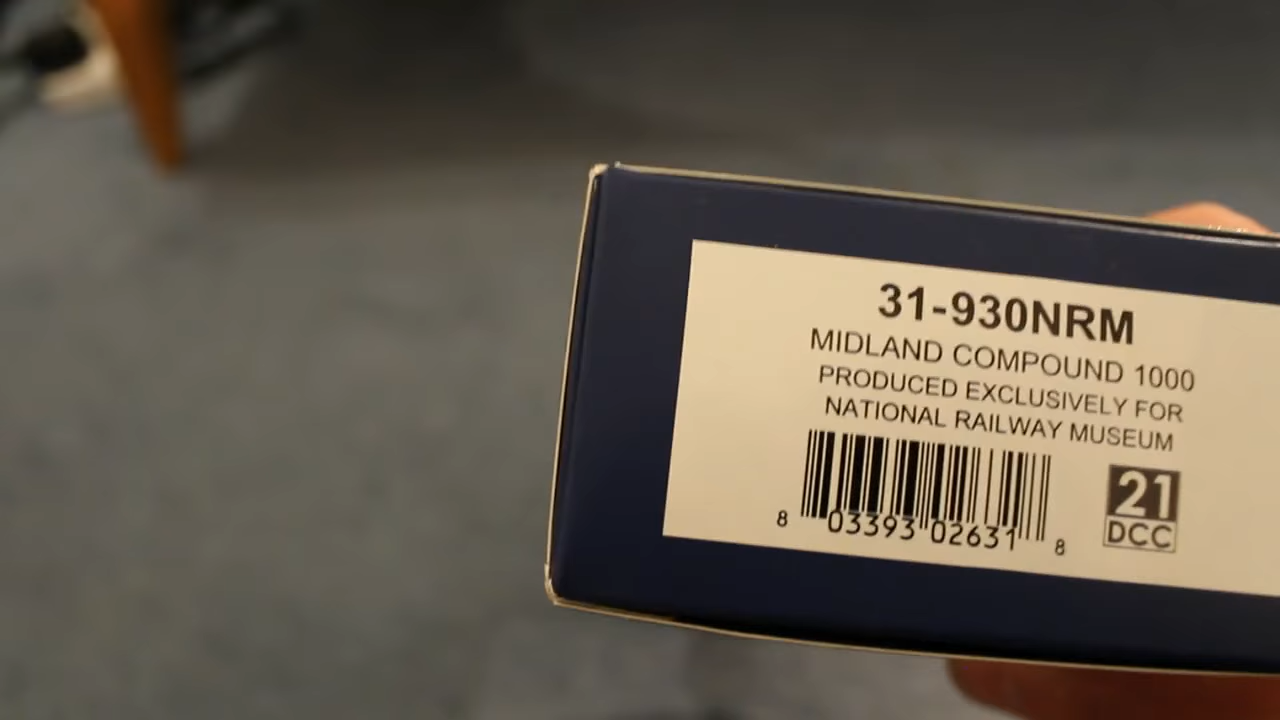 31-930NRM
MIDLAND COMPOUND 1000
PRODUCED EXCLUSIVELY FOR
NATIONAL RAILWAY MUSEUM
8 03393 02631 8
21
DCC